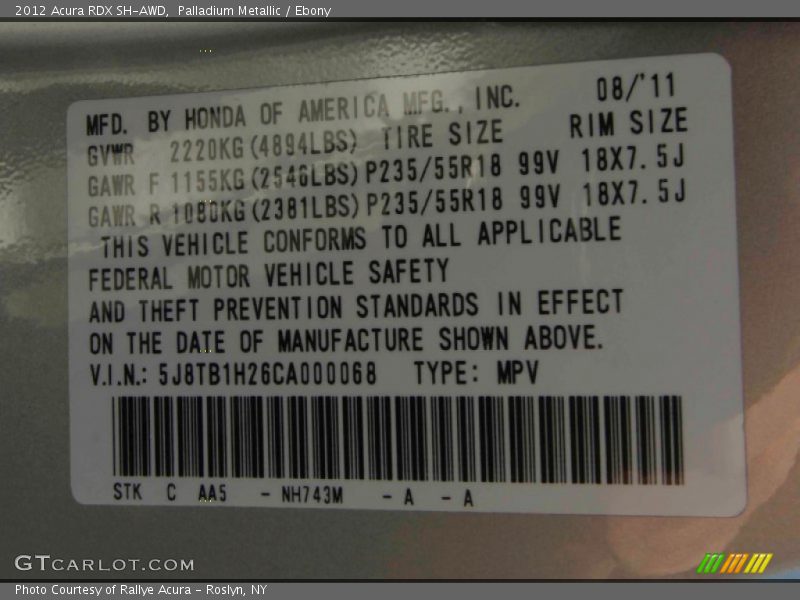 2012 Acura RDX SH-AWD,  Palladium Metallic / Ebony
MFD. BY HONDA OF AMERICA MFG., INC. 08/'11
GVWR 2220KG(4894LBS) TIRE SIZE RIM SIZE
GAWR F 1155KG(2546LBS) P235/55R18 99V 18X7.5J
GAWR R 1080KG(2381LBS) P235/55R18 99V 18X7.5J
THIS VEHICLE CONFORMS TO ALL APPLICABLE
FEDERAL MOTOR VEHICLE SAFETY
AND THEFT PREVENTION STANDARDS IN EFFECT
ON THE DATE OF MANUFACTURE SHOWN ABOVE.
V.I.N.: 5J8TB1H26CA000068 TYPE: MPV
STK C AA5 - NH743M - A - A
GTCARLOT.COM
Photo Courtesy of Rallye Acura - Roslyn, NY